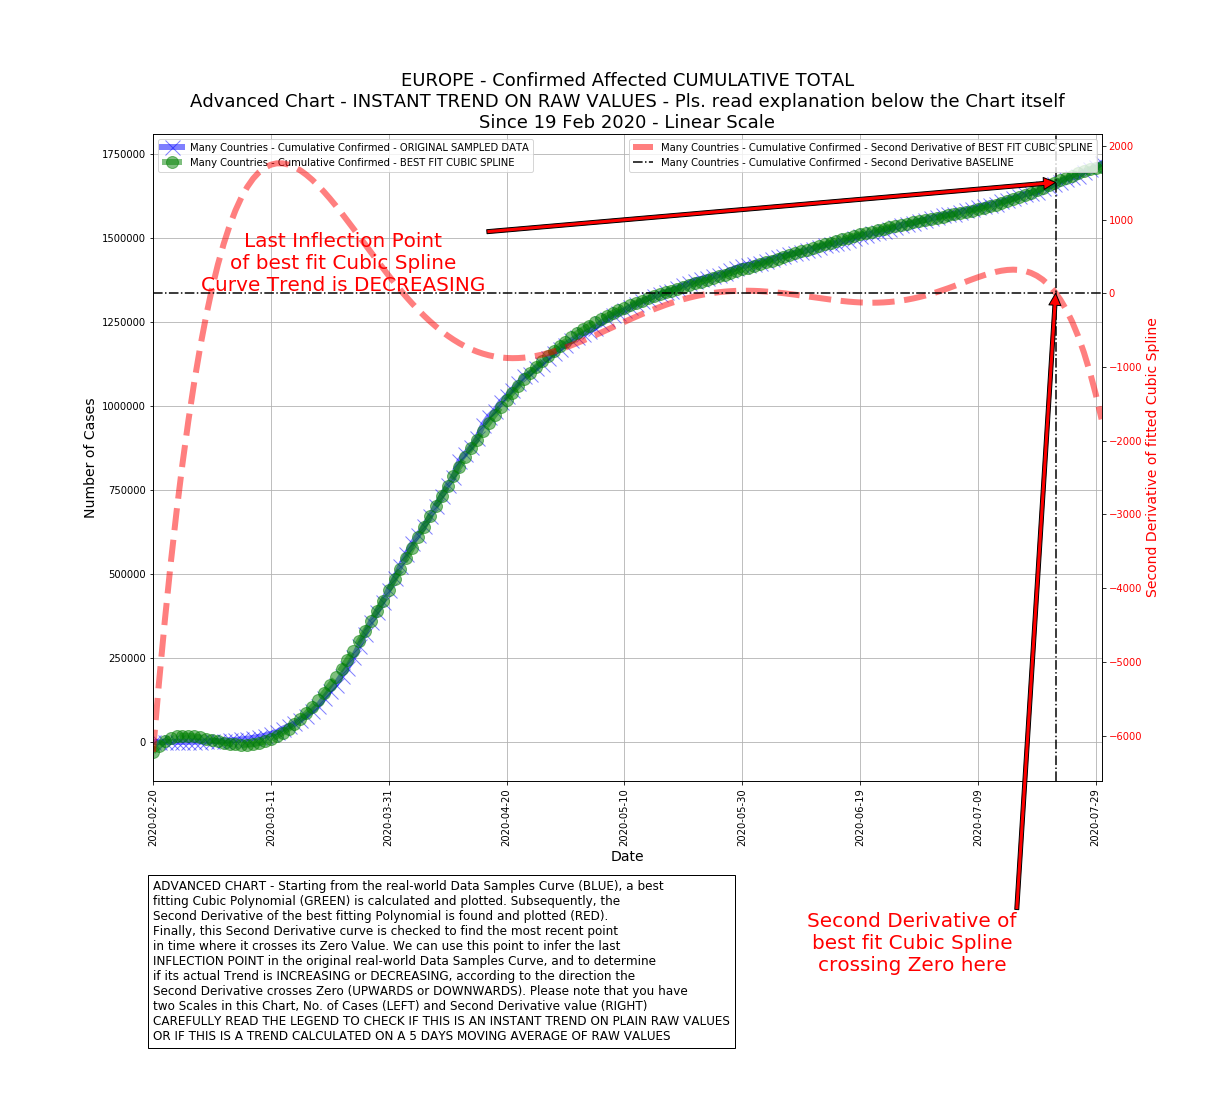 EUROPE - Confirmed Affected CUMULATIVE TOTAL
Advanced Chart - INSTANT TREND ON RAW VALUES - Pls. read explanation below the Chart itself
Since 19 Feb 2020 - Linear Scale
Many Countries - Cumulative Confirmed - ORIGINAL SAMPLED DATA
Many Countries - Cumulative Confirmed - BEST FIT CUBIC SPLINE
Many Countries - Cumulative Confirmed - Second Derivative of BEST FIT CUBIC SPLINE
Many Countries - Cumulative Confirmed - Second Derivative BASELINE
Last Inflection Point
of best fit Cubic Spline
Curve Trend is DECREASING
Number of Cases
1750000
1500000
1250000
1000000
750000
500000
250000
0
2000
1000
0
−1000
−2000
−3000
−4000
−5000
−6000
Second Derivative of fitted Cubic Spline
2020-02-20
2020-03-11
2020-03-31
2020-04-20
2020-05-10
2020-05-30
2020-06-19
2020-07-09
2020-07-29
Date
ADVANCED CHART - Starting from the real-world Data Samples Curve (BLUE), a best
fitting Cubic Polynomial (GREEN) is calculated and plotted. Subsequently, the
Second Derivative of the best fitting Polynomial is found and plotted (RED).
Finally, this Second Derivative curve is checked to find the most recent point
in time where it crosses its Zero Value. We can use this point to infer the last
INFLECTION POINT in the original real-world Data Samples Curve, and to determine
if its actual Trend is INCREASING or DECREASING, according to the direction the
Second Derivative crosses Zero (UPWARDS or DOWNWARDS). Please note that you have
two Scales in this Chart, No. of Cases (LEFT) and Second Derivative value (RIGHT)
CAREFULLY READ THE LEGEND TO CHECK IF THIS IS AN INSTANT TREND ON PLAIN RAW VALUES
OR IF THIS IS A TREND CALCULATED ON A 5 DAYS MOVING AVERAGE OF RAW VALUES
Second Derivative of
best fit Cubic Spline
crossing Zero here